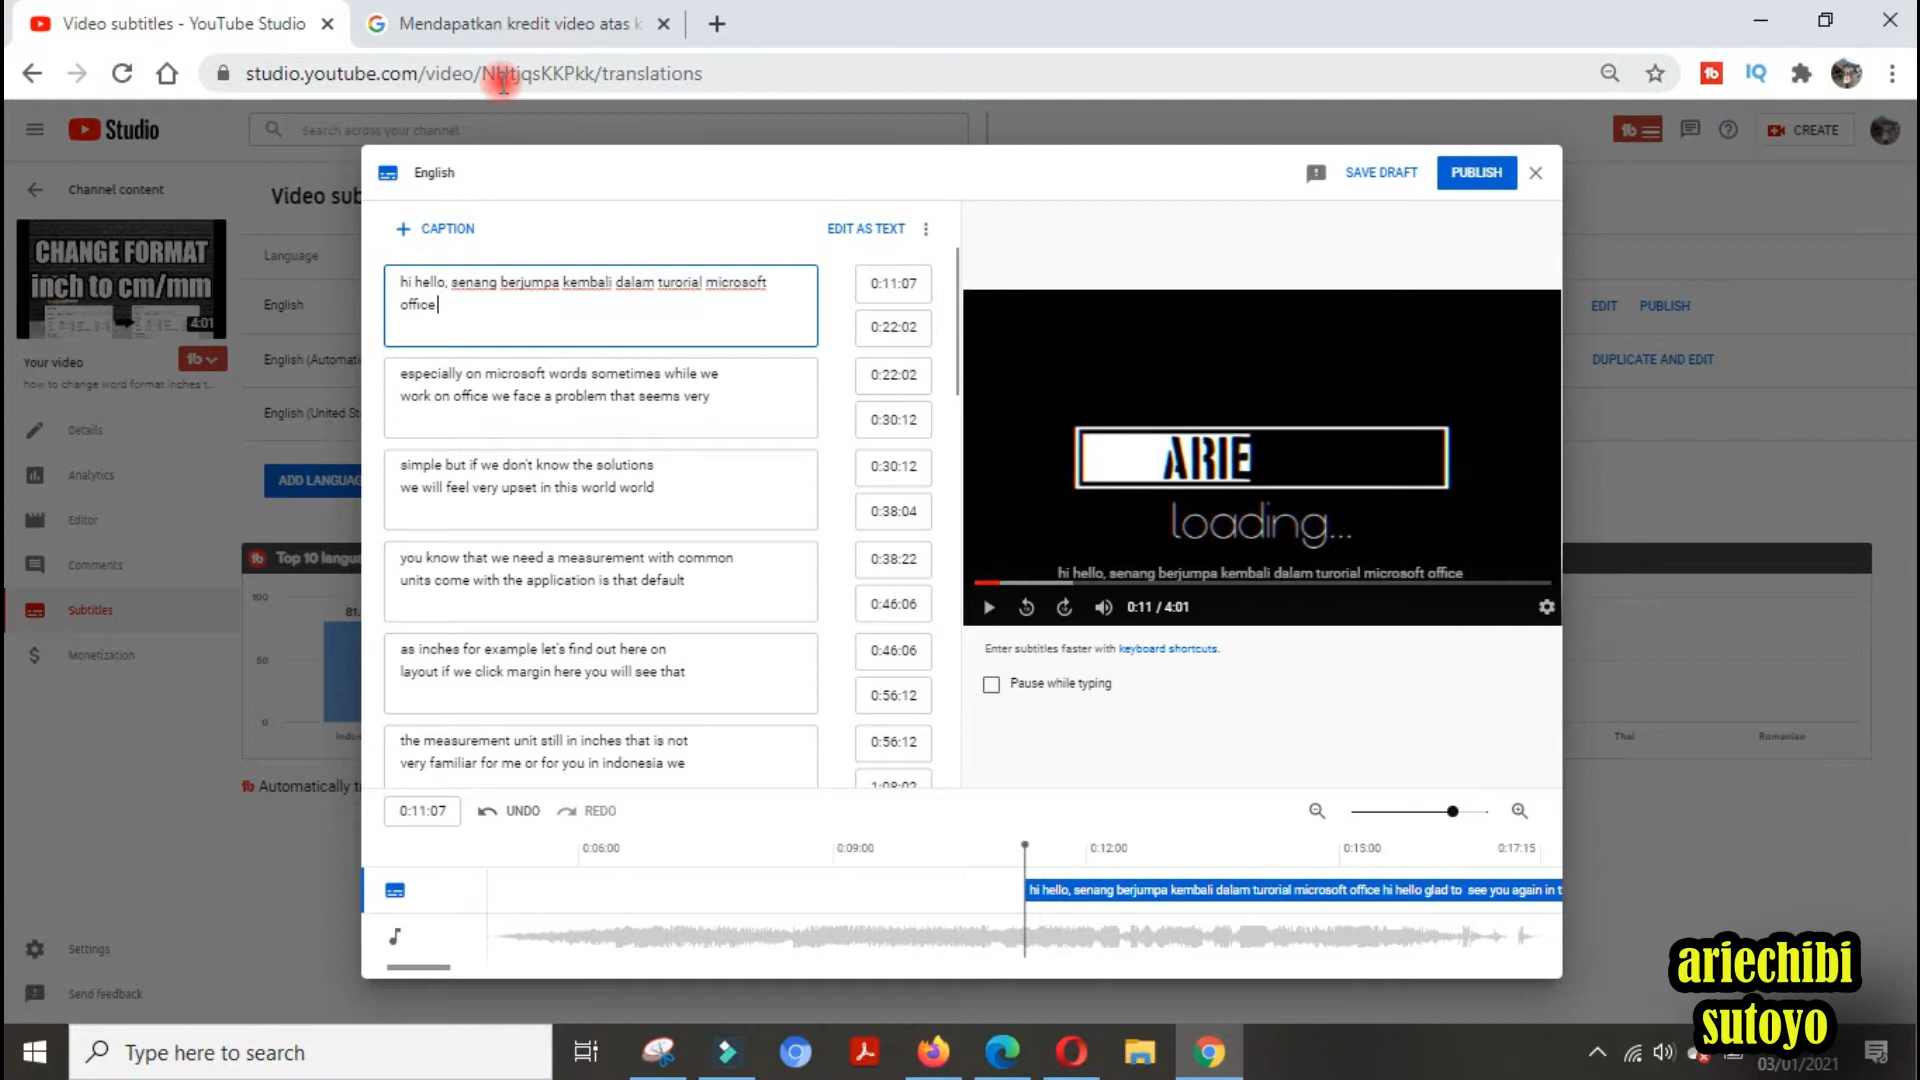 Video subtitles - YouTube Studio
Mendapatkan kredit video atas k
studio.youtube.com/video/NHtjqsKKPkk/translations
Studio
Search across your channel
CREATE
English
SAVE DRAFT
PUBLISH
Channel content
Video sub
CAPTION
EDIT AS TEXT
CHANGE FORMAT
inch to cm/mm
4:01
Language
English
EDIT
PUBLISH
hi hello, senang berjumpa kembali dalam turorial microsoft
office
0:11:07
0:22:02
Your video
how to change word format inches t...
English (Automati
DUPLICATE AND EDIT
especially on microsoft words sometimes while we
work on office we face a problem that seems very
0:22:02
0:30:12
English (United St
Details
ADD LANGUAG
simple but if we don't know the solutions
we will feel very upset in this world world
0:30:12
0:38:04
ARIE
loading...
hi hello, senang berjumpa kembali dalam turorial microsoft office
0:11 / 4:01
Analytics
Editor
Comments
Subtitles
Monetization
Top 10 langua
100
81.
50
0
Indon
Thai
Romanian
Automatically t
you know that we need a measurement with common
units come with the application is that default
0:38:22
0:46:06
as inches for example let's find out here on
layout if we click margin here you will see that
0:46:06
0:56:12
Enter subtitles faster with keyboard shortcuts.
Pause while typing
the measurement unit still in inches that is not
very familiar for me or for you in indonesia we
0:56:12
1:08:02
0:11:07
UNDO
REDO
0:06:00
0:09:00
0:12:00
0:15:00
0:17:15
hi hello, senang berjumpa kembali dalam turorial microsoft office hi hello glad to see you again in t
Settings
Send feedback
ariechibi
sutoyo
Type here to search
03/01/2021